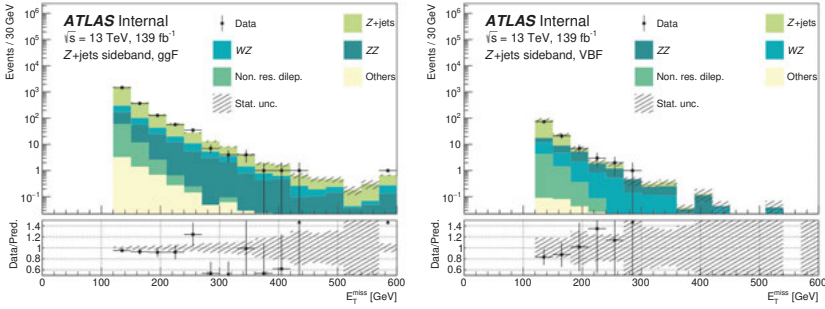 Events / 30 GeV
10⁶
10⁵
10⁴
10³
10²
10
1
10⁻¹
ATLAS Internal
√s = 13 TeV, 139 fb⁻¹
Z+jets sideband, ggF
Data
Z+jets
WZ
ZZ
Non. res. dilep.
Others
Stat. unc.
Data/Pred.
1.4
1.2
1
0.8
0.6
0 100 200 300 400 500 600
E_T^miss [GeV]
Events / 30 GeV
10⁶
10⁵
10⁴
10³
10²
10
1
10⁻¹
ATLAS Internal
√s = 13 TeV, 139 fb⁻¹
Z+jets sideband, VBF
Data
Z+jets
ZZ
WZ
Non. res. dilep.
Others
Stat. unc.
Data/Pred.
1.4
1.2
1
0.8
0.6
0 100 200 300 400 500 600
E_T^miss [GeV]